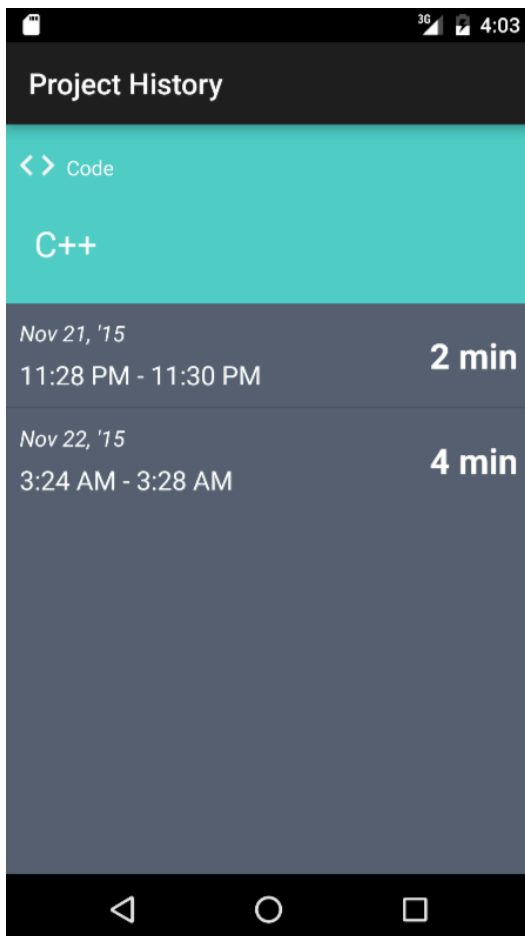 3G 4:03
Project History
<> Code
C++
Nov 21, '15
11:28 PM - 11:30 PM
2 min
Nov 22, '15
3:24 AM - 3:28 AM
4 min